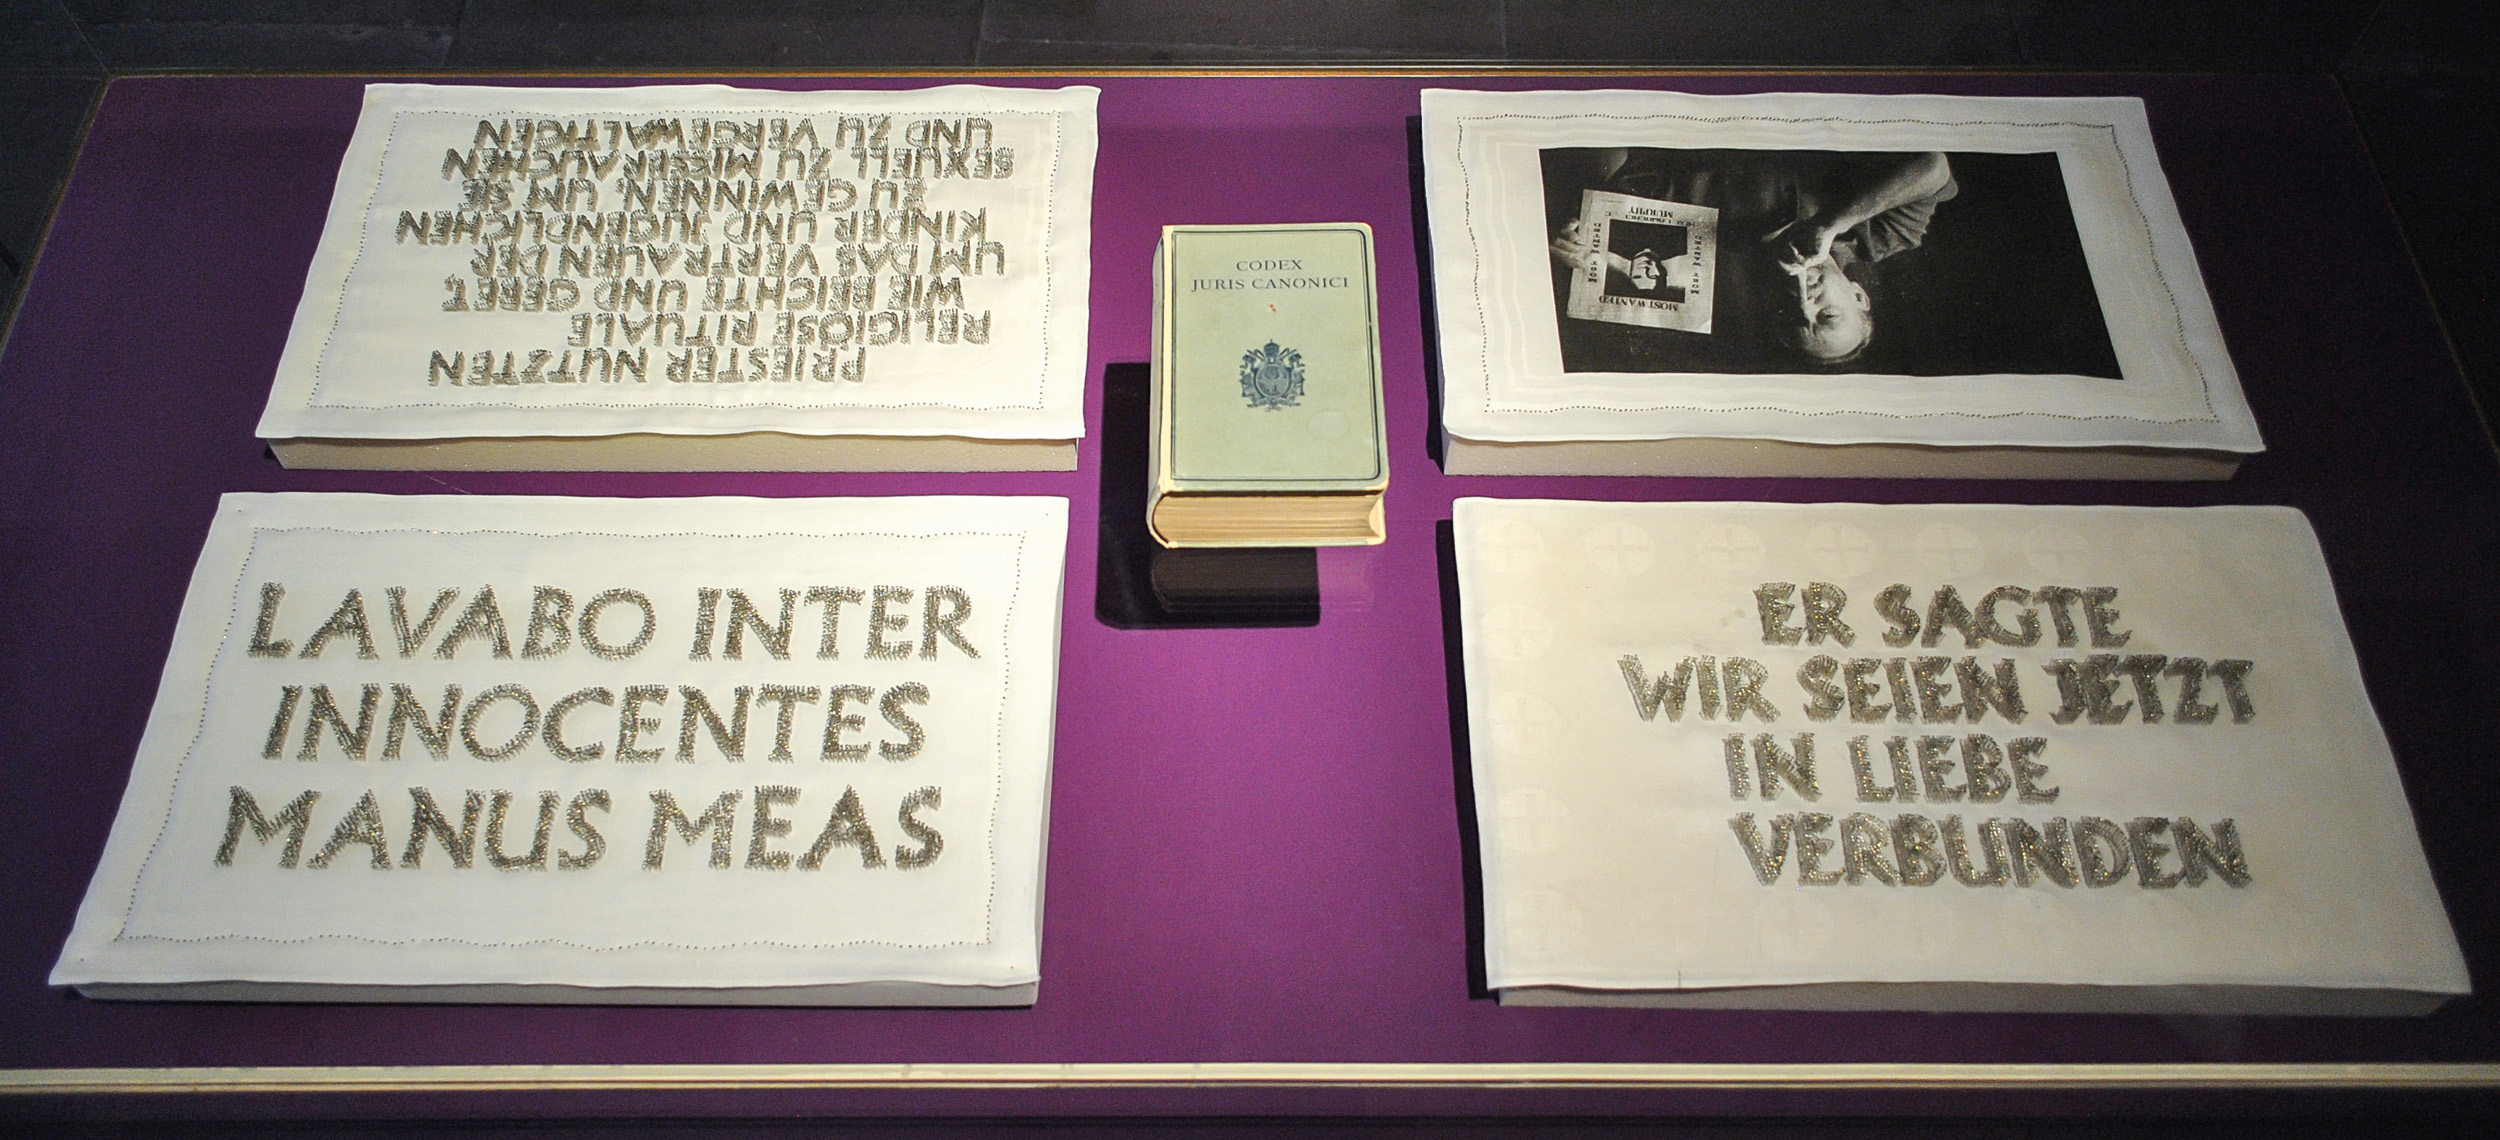 PRIESTER NUTZTEN
RELIGIÖSE RITUALE
WIE BEICHTE UND GEBET,
UM DAS VERTRAUEN DER
KINDER UND JUGENDLICHEN
ZU GEWINNEN, UM SIE
SEXUELL ZU MISSBRAUCHEN
UND ZU VERGEWALTIGEN
CODEX
JURIS CANONICI
MOST WANTED
MURPHY
LAVABO INTER
INNOCENTES
MANUS MEAS
ER SAGTE
WIR SEIEN JETZT
IN LIEBE
VERBUNDEN